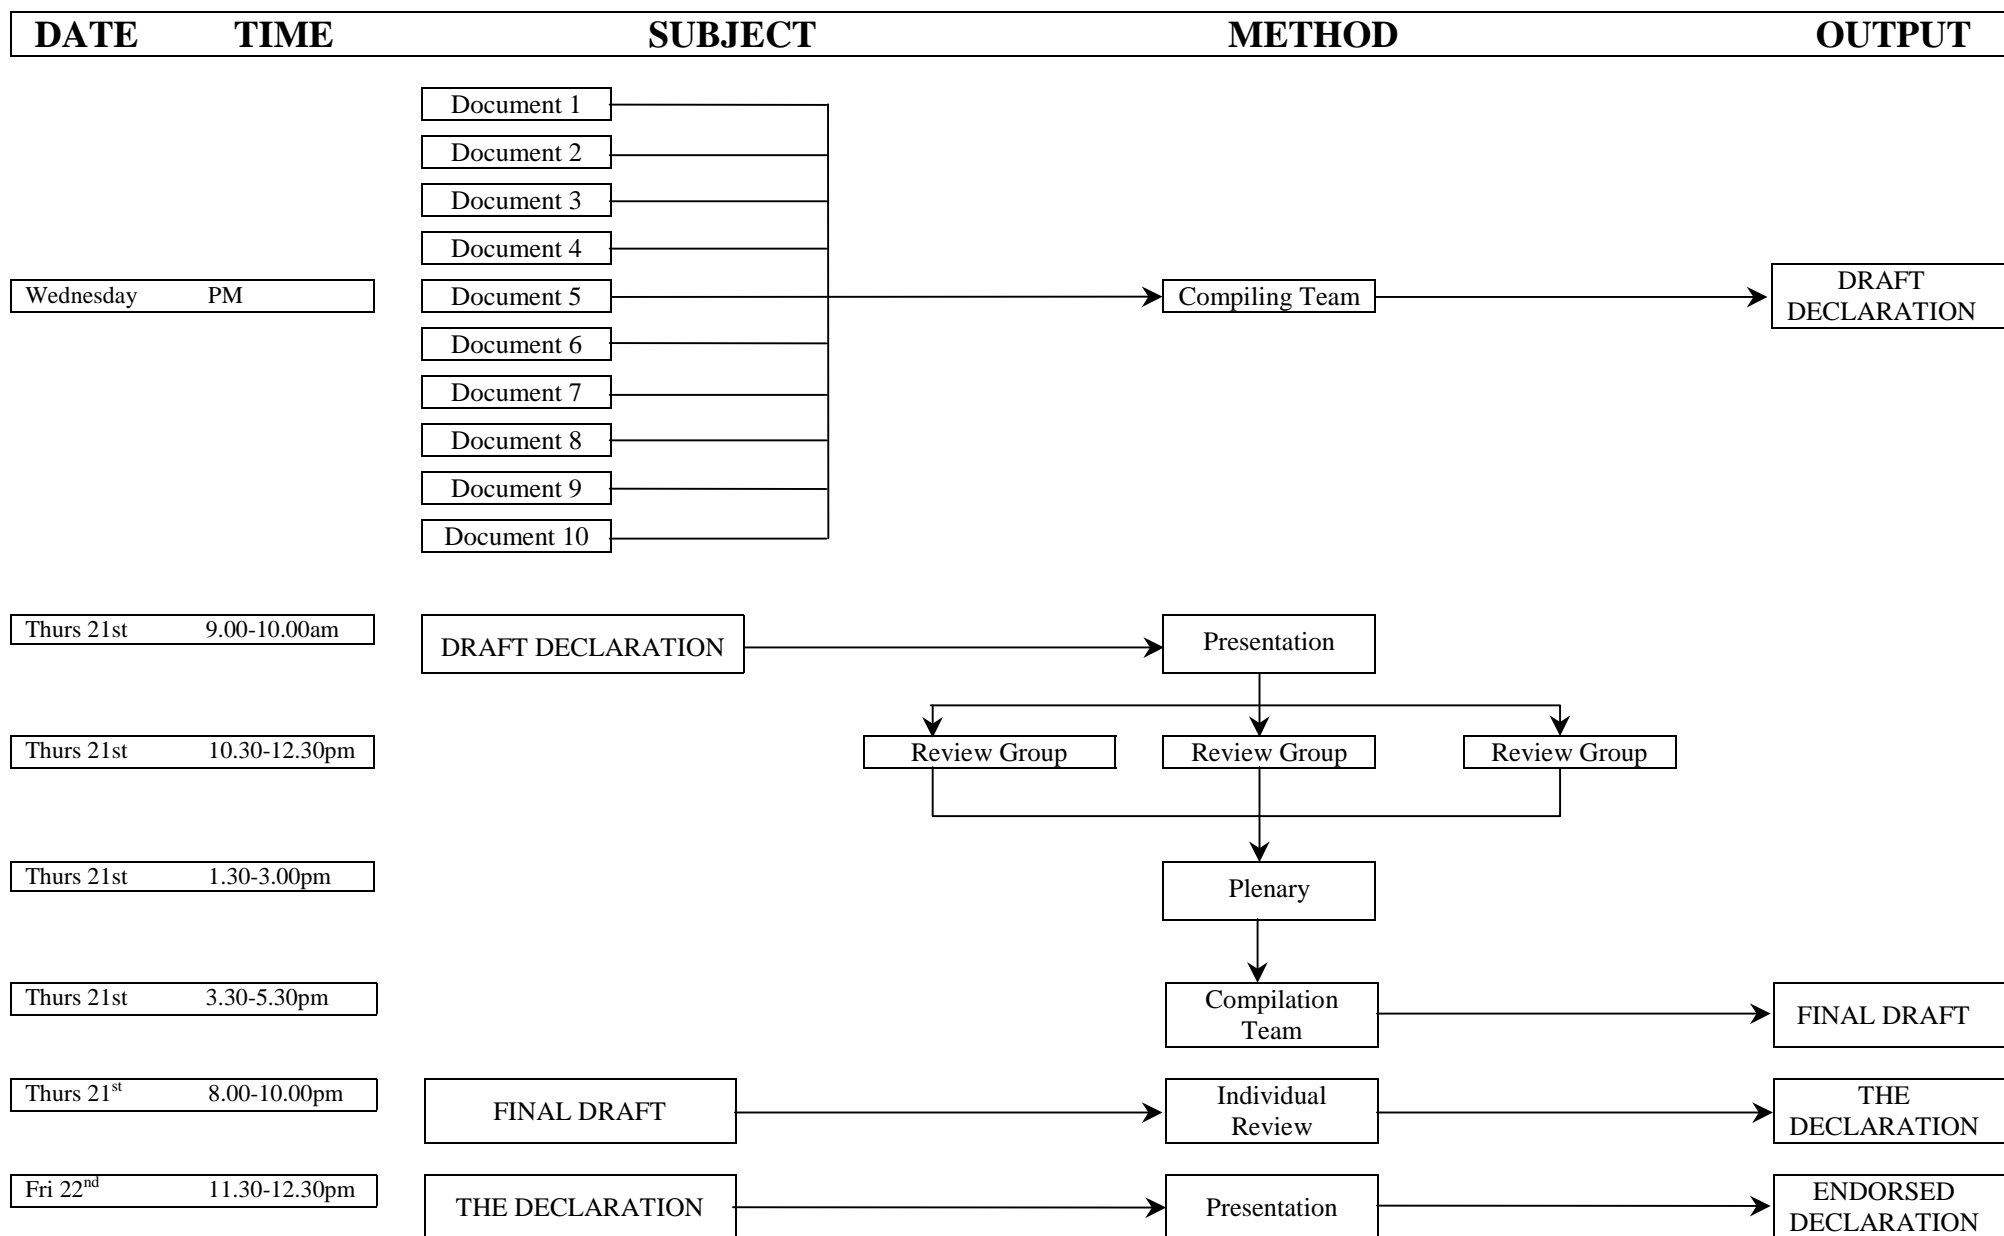 DATE TIME SUBJECT METHOD OUTPUT
Document 1
Document 2
Document 3
Document 4
Wednesday PM Document 5 Compiling Team DRAFT
DECLARATION
Document 6
Document 7
Document 8
Document 9
Document 10
Thurs 21st 9.00-10.00am DRAFT DECLARATION Presentation
Thurs 21st 10.30-12.30pm Review Group Review Group Review Group
Thurs 21st 1.30-3.00pm Plenary
Thurs 21st 3.30-5.30pm Compilation
Team FINAL DRAFT
Thurs 21st 8.00-10.00pm FINAL DRAFT Individual
Review THE
DECLARATION
Fri 22nd 11.30-12.30pm THE DECLARATION Presentation ENDORSED
DECLARATION